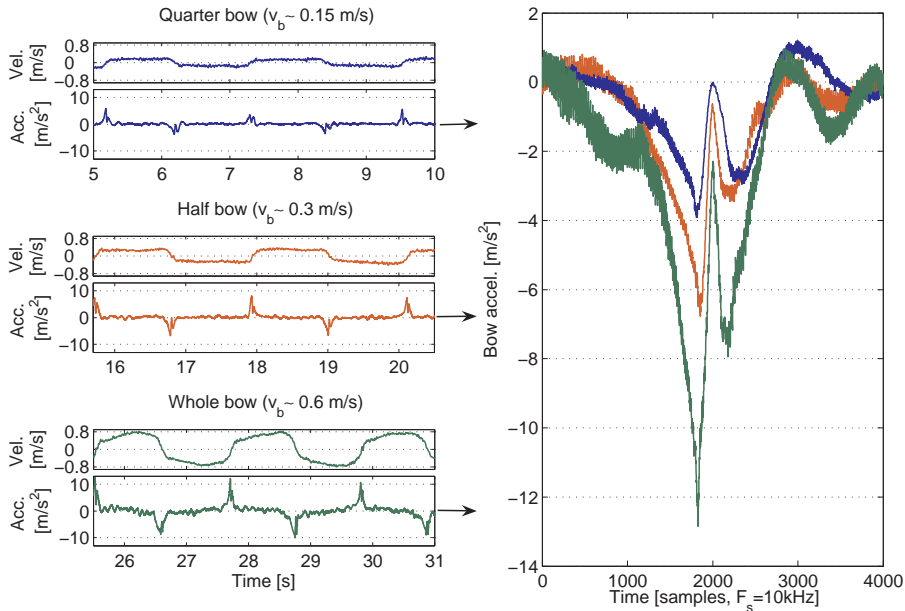 Quarter bow (v_b~ 0.15 m/s)
Vel. [m/s]
0.8
0
−0.8
Acc. [m/s²]
10
0
−10
5 6 7 8 9 10
Half bow (v_b~ 0.3 m/s)
Vel. [m/s]
0.8
0
−0.8
Acc. [m/s²]
10
0
−10
16 17 18 19 20
Whole bow (v_b~ 0.6 m/s)
Vel. [m/s]
0.8
0
−0.8
Acc. [m/s²]
10
0
−10
26 27 28 29 30 31
Time [s]
Bow accel. [m/s²]
2
0
−2
−4
−6
−8
−10
−12
−14
0 1000 2000 3000 4000
Time [samples, F_s=10kHz]